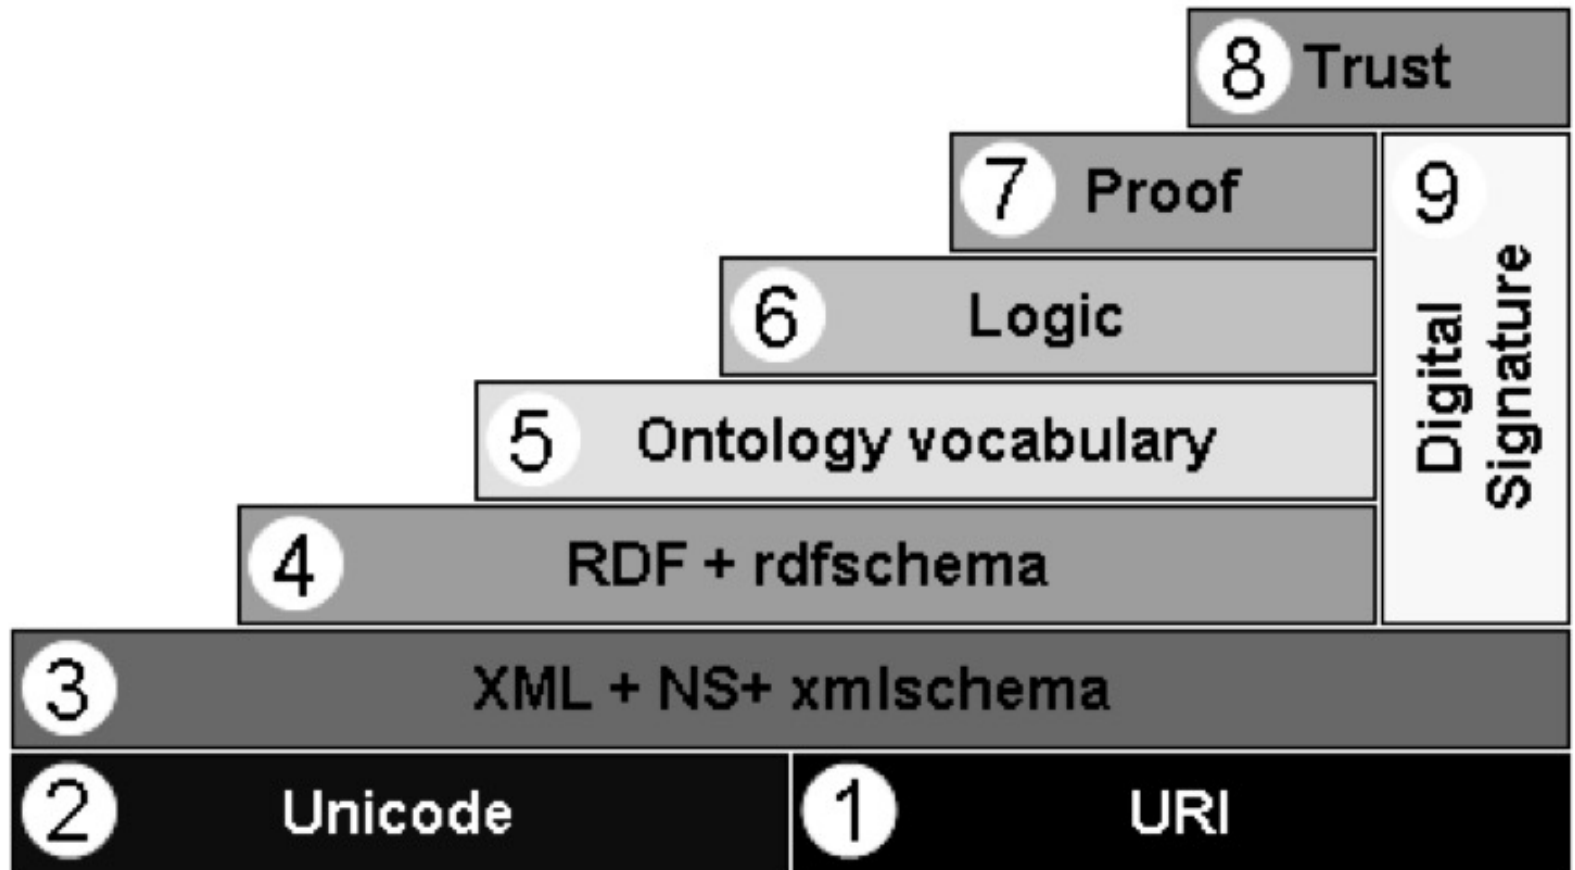 8 Trust
7 Proof
9
Digital
Signature
6 Logic
5 Ontology vocabulary
4 RDF + rdfschema
3 XML + NS+ xmlschema
2 Unicode
1 URI